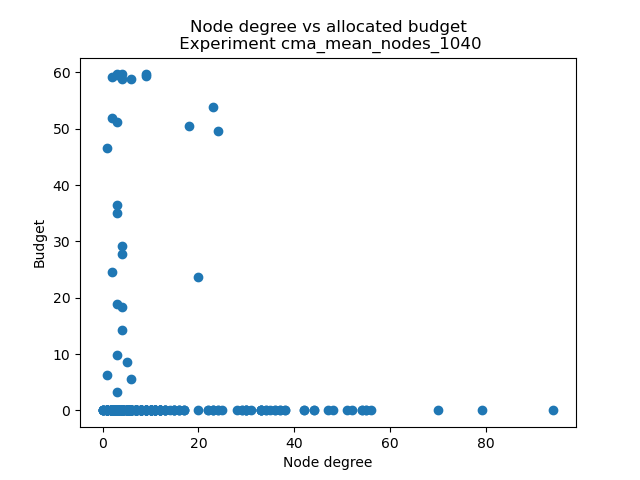 Node degree vs allocated budget
Experiment cma_mean_nodes_1040
60
50
40
30
20
10
0
Budget
0 20 40 60 80
Node degree